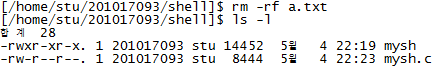 [/home/stu/201017093/shell]$ rm -rf a.txt
[/home/stu/201017093/shell]$ ls -l
합계 28
-rwxr-xr-x. 1 201017093 stu 14452 5월 4 22:19 mysh
-rw-r--r--. 1 201017093 stu 8444 5월 4 22:23 mysh.c